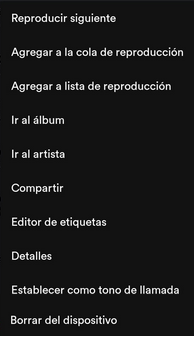 Reproducir siguiente
Agregar a la cola de reproducción
Agregar a lista de reproducción
Ir al álbum
Ir al artista
Compartir
Editor de etiquetas
Detalles
Establecer como tono de llamada
Borrar del dispositivo